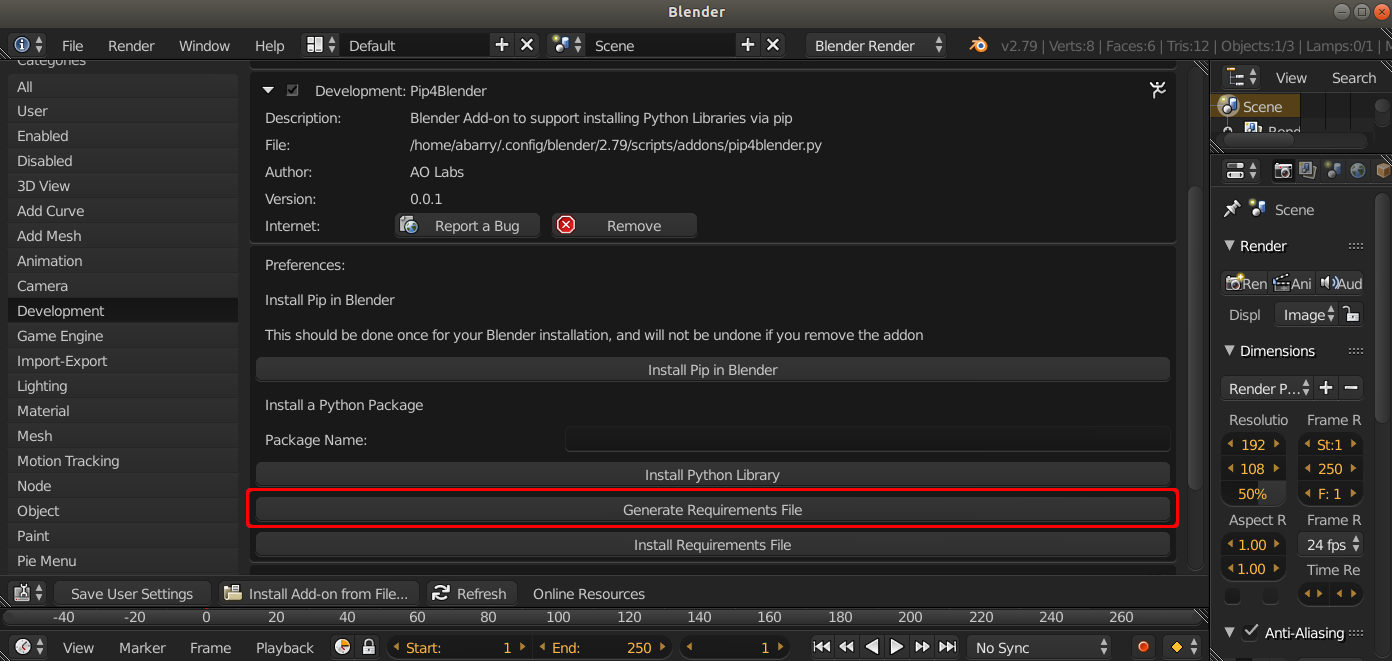 Blender
File Render Window Help Default Scene Blender Render v2.79 | Verts:8 | Faces:6 | Tris:12 | Objects:1/3 | Lamps:0/1 | M
Categories
All
User
Enabled
Disabled
3D View
Add Curve
Add Mesh
Animation
Camera
Development
Game Engine
Import-Export
Lighting
Material
Mesh
Motion Tracking
Node
Object
Paint
Pie Menu
Development: Pip4Blender
Description: Blender Add-on to support installing Python Libraries via pip
File: /home/abarry/.config/blender/2.79/scripts/addons/pip4blender.py
Author: AO Labs
Version: 0.0.1
Internet: Report a Bug Remove
Preferences:
Install Pip in Blender
This should be done once for your Blender installation, and will not be undone if you remove the addon
Install Pip in Blender
Install a Python Package
Package Name:
Install Python Library
Generate Requirements File
Install Requirements File
Save User Settings Install Add-on from File... Refresh Online Resources
-40 -20 0 20 40 60 80 100 120 140 160 180 200 220 240 260
View Marker Frame Playback Start: 1 End: 250 1 No Sync
View Search
Scene
Scene
Render
Ren Ani Aud
Displ Image
Dimensions
Render P...
Resolutio Frame R
192 St:1
108 250
50% F: 1
Aspect R Frame R
1.00 24 fps
1.00 Time Re
Anti-Aliasing